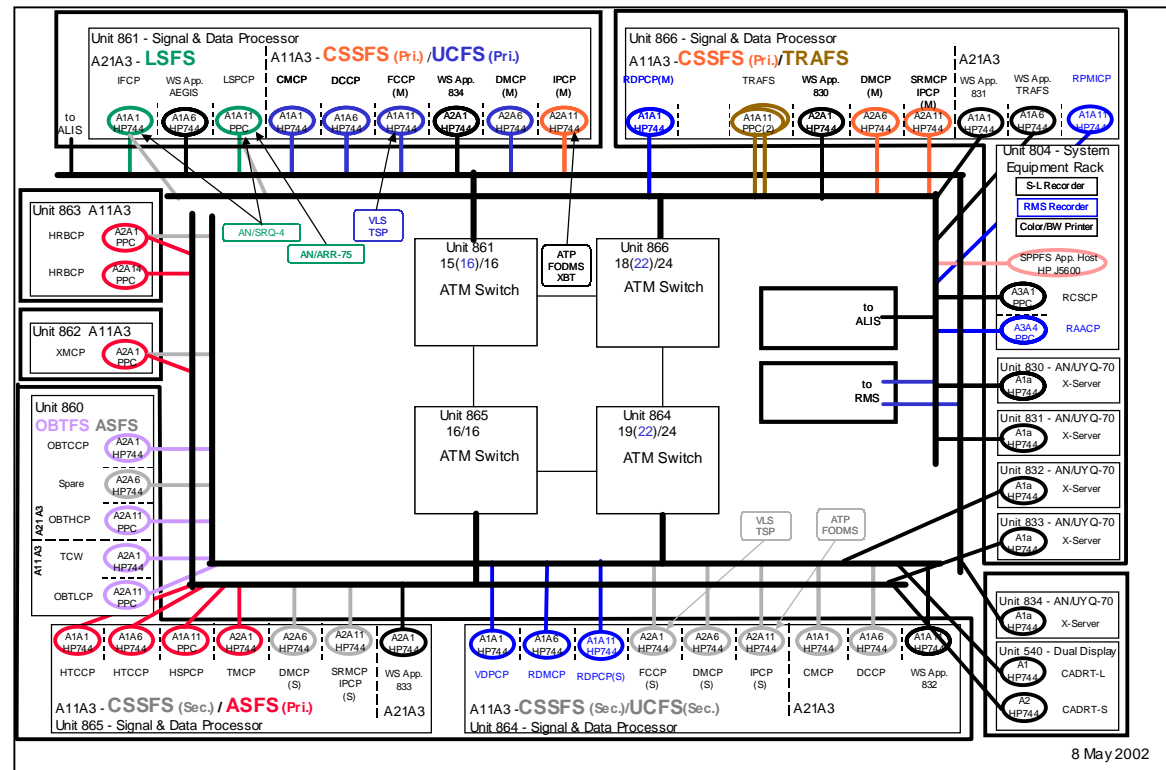 Unit 861 - Signal & Data Processor
A21A3 - LSFS
A11A3 - CSSFS (Pri.) /UCFS (Pri.)
IFCP
WS App.
AEGIS
LSPCP
CMCP
DCCP
FCCP
(M)
WS App.
834
DMCP
(M)
IPCP
(M)
to
ALIS
A1A1
HP744
A1A6
HP744
A1A11
PPC
A1A1
HP744
A1A6
HP744
A1A11
HP744
A2A1
HP744
A2A6
HP744
A2A11
HP744
Unit 866 - Signal & Data Processor
A11A3 - CSSFS (Pri.)/TRAFS
A21A3
RDPCP(M)
TRAFS
WS App.
830
DMCP
(M)
SRMCP
IPCP
(M)
WS App.
831
WS App.
TRAFS
RPMICP
A1A1
HP744
A1A11
PPC(2)
A2A1
HP744
A2A6
HP744
A2A11
HP744
A1A1
HP744
A1A6
HP744
A1A11
HP744
Unit 804 - System
Equipment Rack
S-L Recorder
RMS Recorder
Color/BW Printer
SPPFS App. Host
HP J5600
A3A1
PPC
RCSCP
A3A4
PPC
RAACP
Unit 863 A11A3
HRBCP
A2A1
PPC
HRBCP
A2A14
PPC
AN/SRQ-4
AN/ARR-75
VLS
TSP
ATP
FODMS
XBT
Unit 861
15(16)/16
ATM Switch
Unit 866
18(22)/24
ATM Switch
to
ALIS
to
RMS
Unit 862 A11A3
XMCP
A2A1
PPC
Unit 865
16/16
ATM Switch
Unit 864
19(22)/24
ATM Switch
Unit 830 - AN/UYQ-70
A1a
HP744
X-Server
Unit 831 - AN/UYQ-70
A1a
HP744
X-Server
Unit 832 - AN/UYQ-70
A1a
HP744
X-Server
Unit 833 - AN/UYQ-70
A1a
HP744
X-Server
Unit 860
OBTFS ASFS
OBTCCP
A2A1
HP744
Spare
A2A6
HP744
OBTHCP
A2A11
PPC
TCW
A2A1
HP744
OBTLCP
A2A11
PPC
A21A3
A11A3
VLS
TSP
ATP
FODMS
Unit 834 - AN/UYQ-70
A1a
HP744
X-Server
Unit 540 - Dual Display
A1
HP744
CADRT-L
A2
HP744
CADRT-S
A1A1
HP744
A1A6
HP744
A1A11
PPC
A2A1
HP744
A2A6
HP744
A2A11
HP744
A2A1
HP744
HTCCP
HTCCP
HSPCP
TMCP
DMCP
(S)
SRMCP
IPCP
(S)
WS App.
833
A11A3 - CSSFS (Sec.) / ASFS (Pri.)
A21A3
Unit 865 - Signal & Data Processor
A1A1
HP744
A1A6
HP744
A1A11
HP744
A2A1
HP744
A2A6
HP744
A2A11
HP744
A1A1
HP744
A1A6
HP744
A1A11
HP744
VDPCP
RDMCP
RDPCP(S)
FCCP
(S)
DMCP
(S)
IPCP
(S)
CMCP
DCCP
WS App.
832
A11A3 - CSSFS (Sec.)/UCFS(Sec.)
A21A3
Unit 864 - Signal & Data Processor
8 May 2002